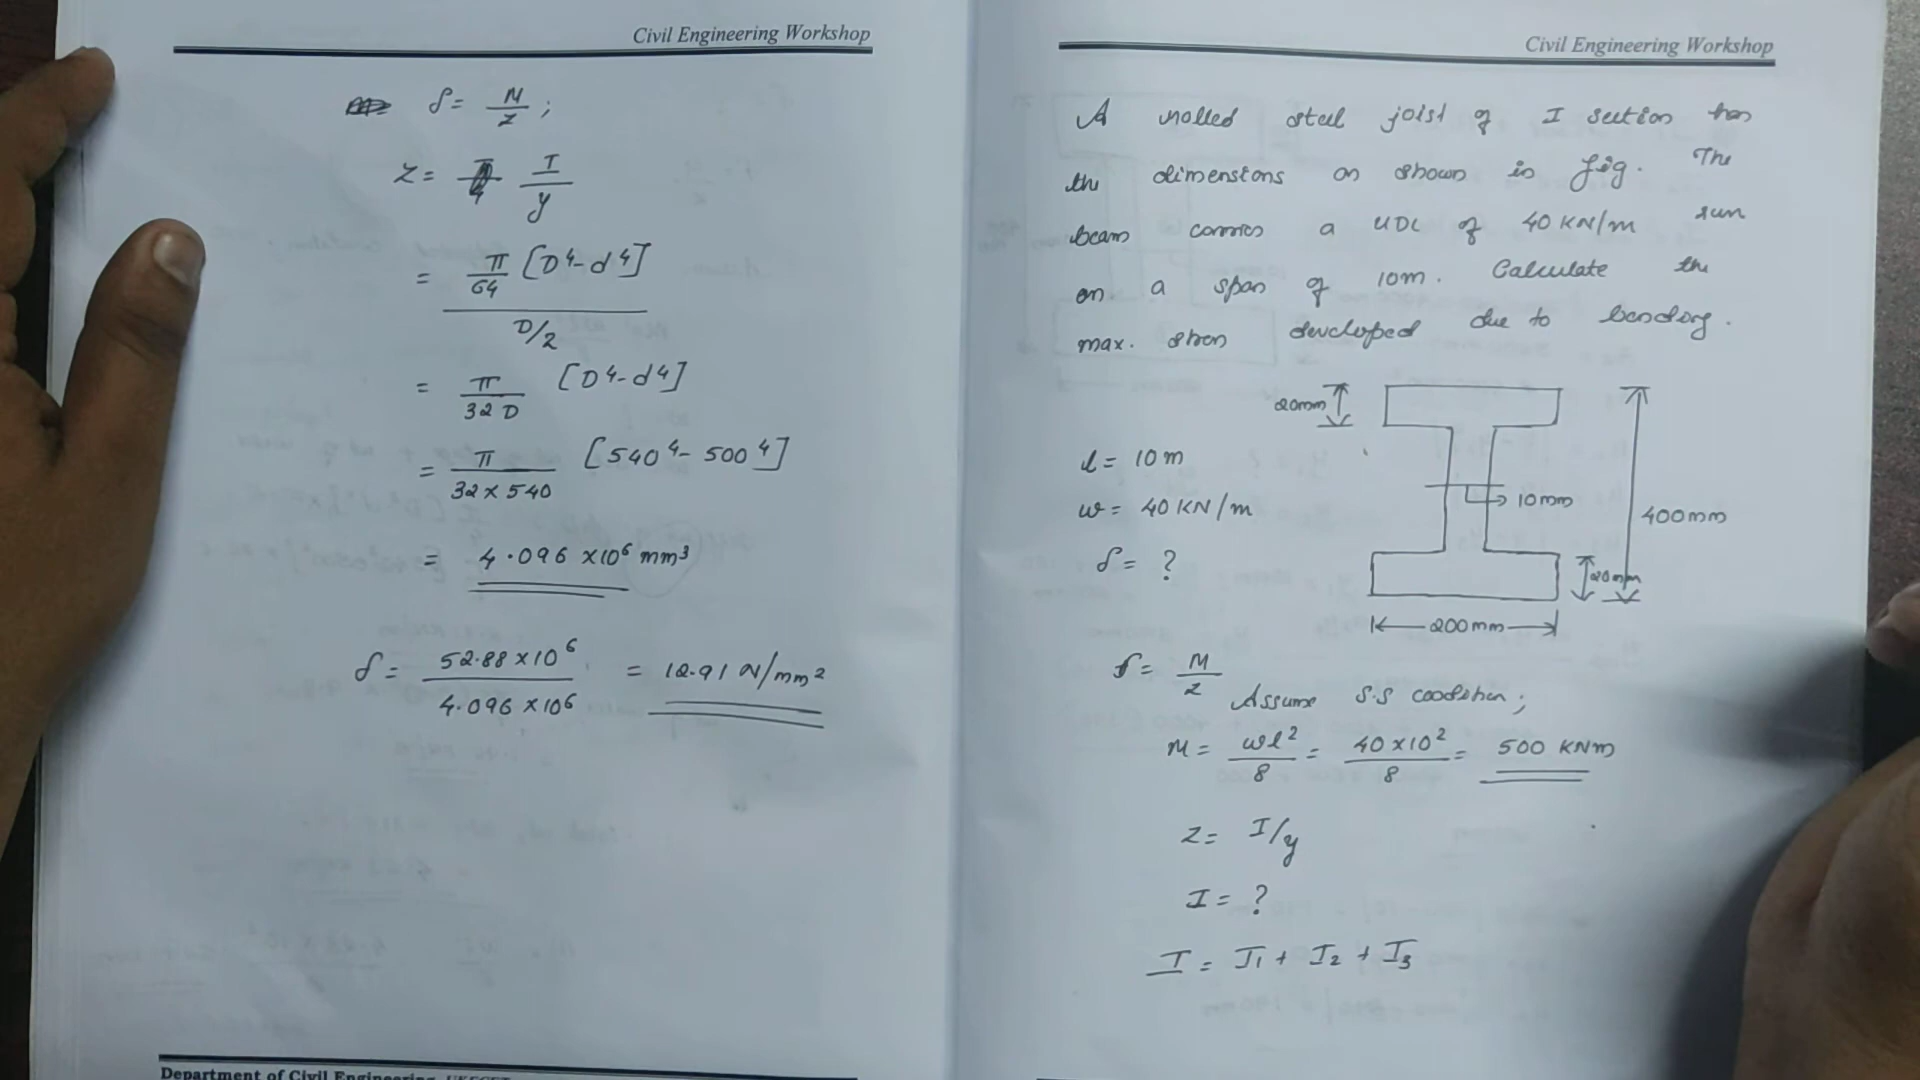 Civil Engineering Workshop
f = M/Z ;
Z = I/y
= π/64 [D⁴-d⁴]
D/2
= π/32 D [D⁴-d⁴]
= π/32 x 540 [540⁴- 500⁴]
= 4.096 x10⁶ mm³
f = 52.88 x 10⁶/4.096 x10⁶ = 12.91 N/mm²
Department of Civil Engineering
Civil Engineering Workshop
A rolled steel joist of I section has
the dimensions as shown in fig. The
beam carries a UDL of 40 KN/m run
on a span of 10m. Calculate the
max. stress developed due to bending.
20mm
l = 10 m
w = 40 KN/m
f = ?
10mm
400mm
20mm
200mm
f = M/Z
Assume S.S condition ;
M = wl²/8 = 40 x10²/8 = 500 KNm
Z = I/y
I = ?
I = I₁ + I₂ + I₃